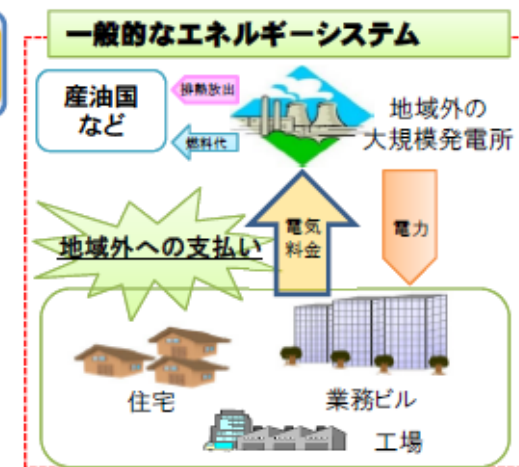 一般的なエネルギーシステム
産油国
など
排熱放出
燃料代
地域外の
大規模発電所
地域外への支払い
電気
料金
電力
住宅
業務ビル
工場